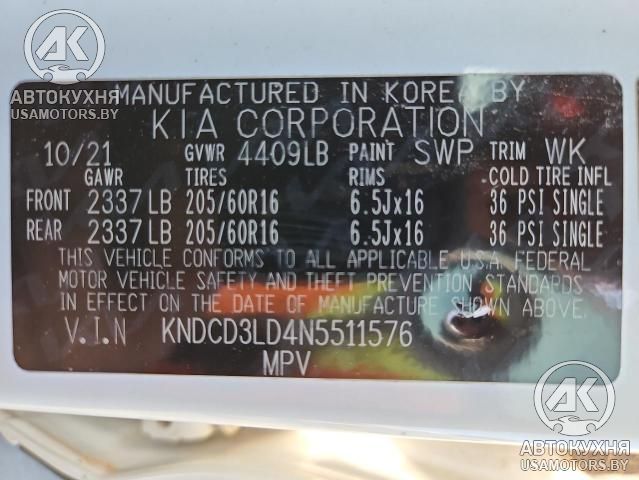 АК
АВТОКУХНЯ
USAMOTORS.BY
MANUFACTURED IN KOREA BY
KIA CORPORATION
10/21 GVWR 4409LB PAINT SWP TRIM WK
GAWR TIRES RIMS COLD TIRE INFL
FRONT 2337 LB 205/60R16 6.5Jx16 36 PSI SINGLE
REAR 2337 LB 205/60R16 6.5Jx16 36 PSI SINGLE
THIS VEHICLE CONFORMS TO ALL APPLICABLE U.S.A. FEDERAL
MOTOR VEHICLE SAFETY AND THEFT PREVENTION STANDARDS
IN EFFECT ON THE DATE OF MANUFACTURE SHOWN ABOVE.
V.I.N KNDCD3LD4N5511576
MPV
АК
АВТОКУХНЯ
USAMOTORS.BY